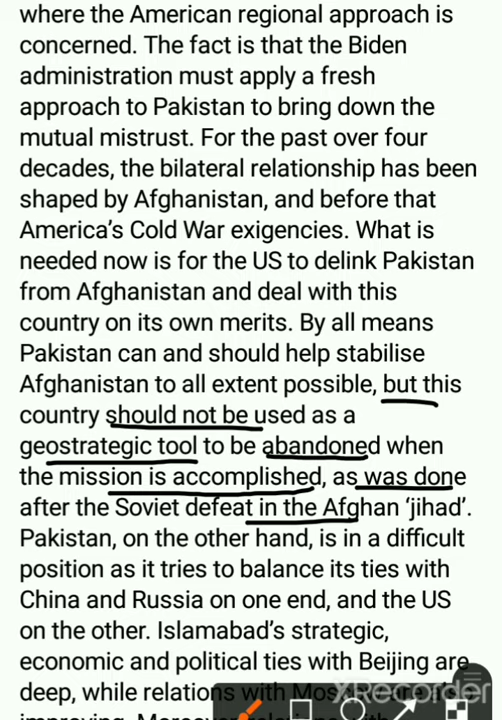 where the American regional approach is
concerned. The fact is that the Biden
administration must apply a fresh
approach to Pakistan to bring down the
mutual mistrust. For the past over four
decades, the bilateral relationship has been
shaped by Afghanistan, and before that
America's Cold War exigencies. What is
needed now is for the US to delink Pakistan
from Afghanistan and deal with this
country on its own merits. By all means
Pakistan can and should help stabilise
Afghanistan to all extent possible, but this
country should not be used as a
geostrategic tool to be abandoned when
the mission is accomplished, as was done
after the Soviet defeat in the Afghan 'jihad'.
Pakistan, on the other hand, is in a difficult
position as it tries to balance its ties with
China and Russia on one end, and the US
on the other. Islamabad's strategic,
economic and political ties with Beijing are
deep, while relations with
XRecorder